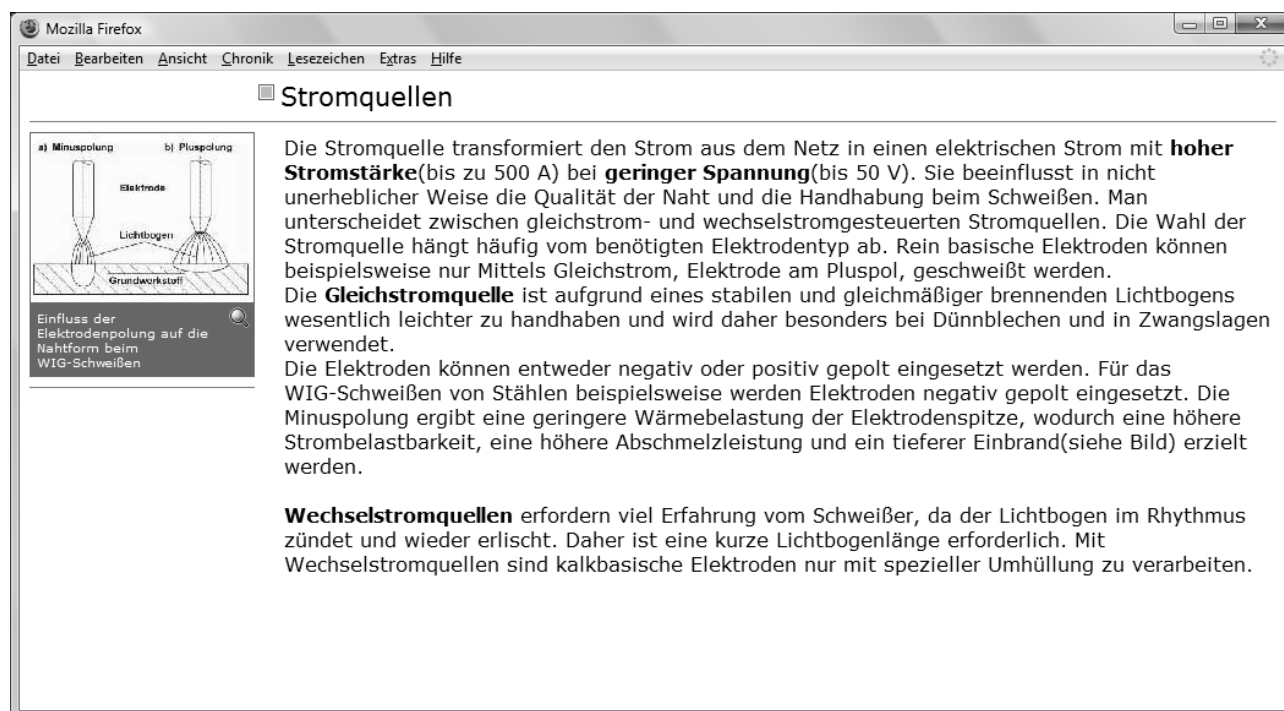 Mozilla Firefox
Datei Bearbeiten Ansicht Chronik Lesezeichen Extras Hilfe
Stromquellen
a) Minuspolung b) Pluspolung
Elektrode
Lichtbogen
Grundwerkstoff
Einfluss der
Elektrodenpolung auf die
Nahtform beim
WIG-Schweißen
Die Stromquelle transformiert den Strom aus dem Netz in einen elektrischen Strom mit hoher
Stromstärke(bis zu 500 A) bei geringer Spannung(bis 50 V). Sie beeinflusst in nicht
unerheblicher Weise die Qualität der Naht und die Handhabung beim Schweißen. Man
unterscheidet zwischen gleichstrom- und wechselstromgesteuerten Stromquellen. Die Wahl der
Stromquelle hängt häufig vom benötigten Elektrodentyp ab. Rein basische Elektroden können
beispielsweise nur Mittels Gleichstrom, Elektrode am Pluspol, geschweißt werden.
Die Gleichstromquelle ist aufgrund eines stabilen und gleichmäßiger brennenden Lichtbogens
wesentlich leichter zu handhaben und wird daher besonders bei Dünnblechen und in Zwangslagen
verwendet.
Die Elektroden können entweder negativ oder positiv gepolt eingesetzt werden. Für das
WIG-Schweißen von Stählen beispielsweise werden Elektroden negativ gepolt eingesetzt. Die
Minuspolung ergibt eine geringere Wärmebelastung der Elektrodenspitze, wodurch eine höhere
Strombelastbarkeit, eine höhere Abschmelzleistung und ein tieferer Einbrand(siehe Bild) erzielt
werden.
Wechselstromquellen erfordern viel Erfahrung vom Schweißer, da der Lichtbogen im Rhythmus
zündet und wieder erlischt. Daher ist eine kurze Lichtbogenlänge erforderlich. Mit
Wechselstromquellen sind kalkbasische Elektroden nur mit spezieller Umhüllung zu verarbeiten.